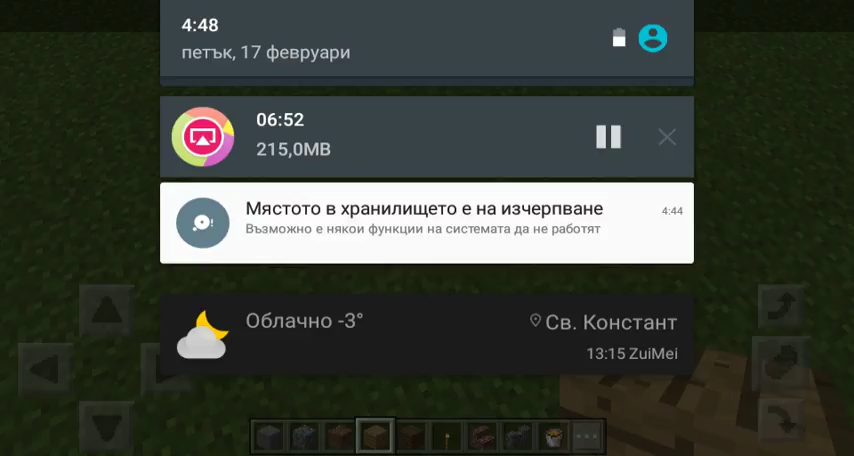 4:48
петък, 17 февруари
06:52
215,0MB
Мястото в хранилището е на изчерпване
4:44
Възможно е някои функции на системата да не работят
Облачно -3°
Св. Констант
13:15 ZuiMei